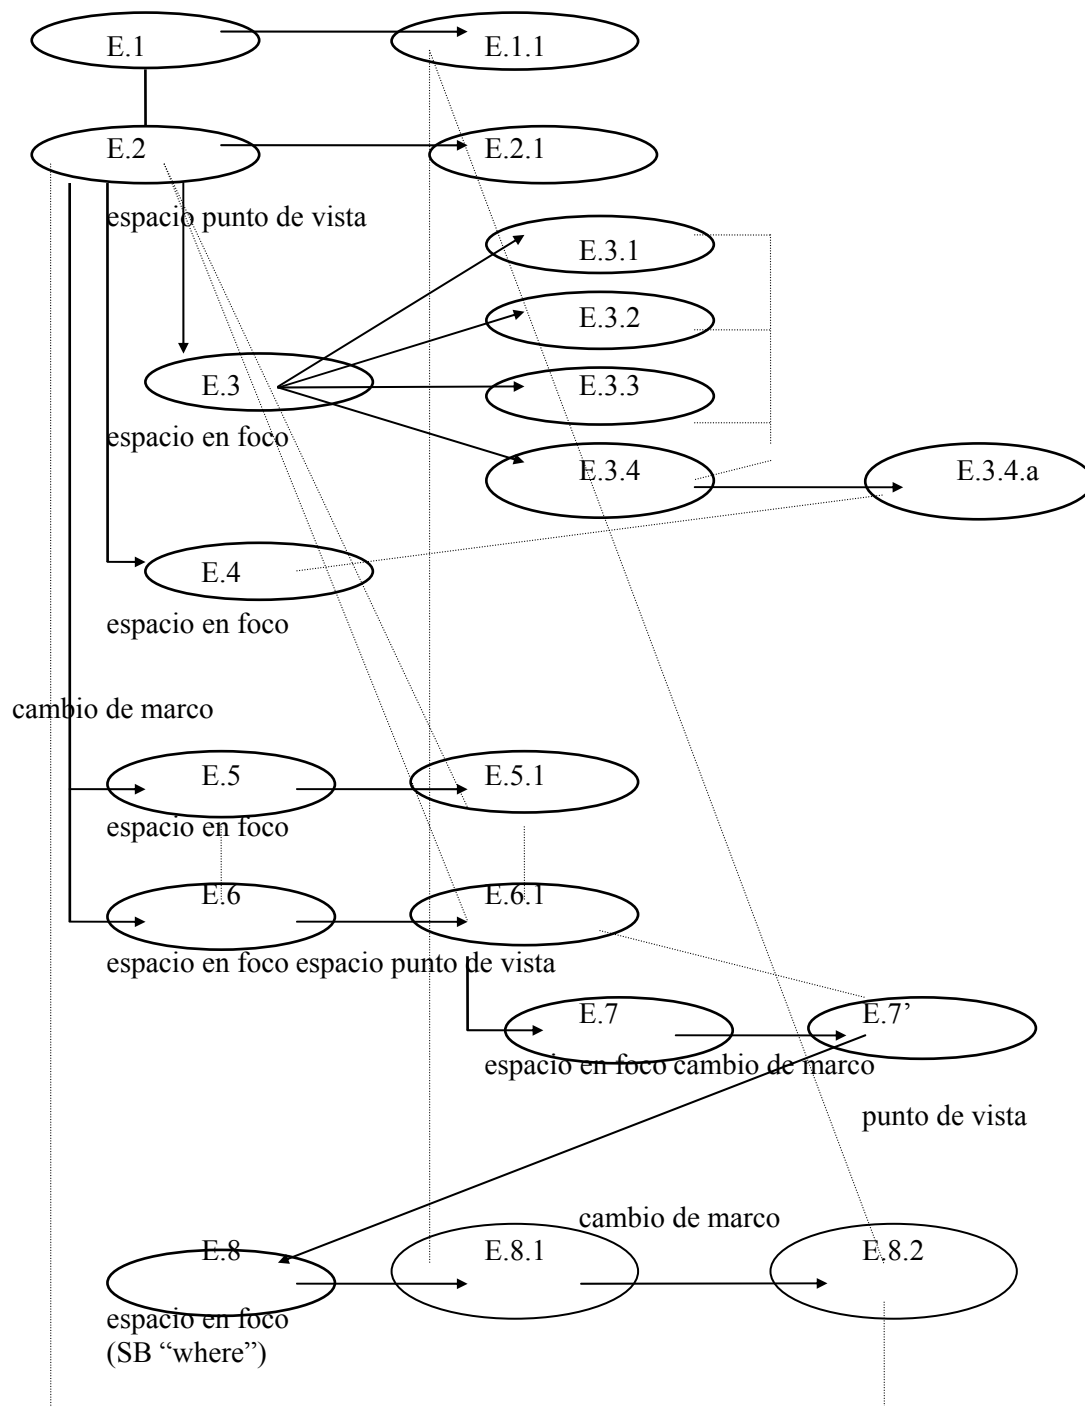 E.1
E.1.1
E.2
E.2.1
espacio punto de vista
E.3.1
E.3.2
E.3
E.3.3
espacio en foco
E.3.4
E.3.4.a
E.4
espacio en foco
cambio de marco
E.5
E.5.1
espacio en foco
E.6
E.6.1
espacio en foco espacio punto de vista
E.7
E.7’
espacio en foco cambio de marco
punto de vista
cambio de marco
E.8
E.8.1
E.8.2
espacio en foco
(SB “where”)